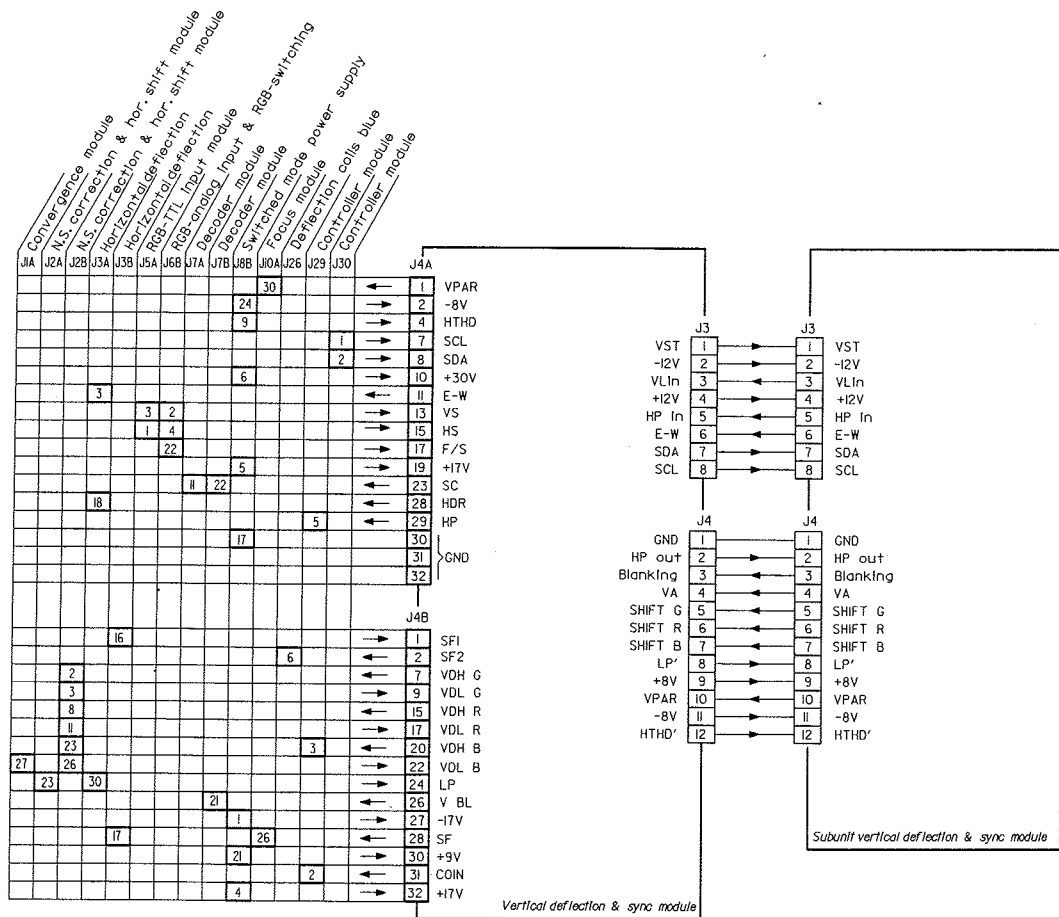 Convergence module
N.S. correction & hor. shift module
N.S. correction & hor. shift module
Horizontaldeflection
Horizontaldeflection
RGB-TTL input module
RGB-analog input & RGB-switching
Decoder module
Decoder module
Switched mode power supply
Focus module
Deflection coils blue
Controller module
Controller module
J1A J2A J2B J3A J3B J5A J6B J7A J7B J8B J10A J26 J29 J30 J4A
30 1 VPAR
24 2 -8V
9 4 HTHD
1 7 SCL
2 8 SDA
6 10 +30V
3 11 E-W
3 2 13 VS
1 4 15 HS
22 17 F/S
5 19 +17V
11 22 23 SC
18 28 HDR
5 29 HP
17 30
31 GND
32
J4B
16 1 SF1
6 2 SF2
2 7 VDH G
3 9 VDL G
8 15 VDH R
11 17 VDL R
23 3 20 VDH B
27 26 22 VDL B
23 30 24 LP
21 26 V BL
1 27 -17V
17 26 28 SF
21 30 +9V
2 31 COIN
4 32 +17V
Vertical deflection & sync module
J3 J3
VST 1 1 VST
-12V 2 2 -12V
VLin 3 3 VLin
+12V 4 4 +12V
HP in 5 5 HP in
E-W 6 6 E-W
SDA 7 7 SDA
SCL 8 8 SCL
J4 J4
GND 1 1 GND
HP out 2 2 HP out
Blanking 3 3 Blanking
VA 4 4 VA
SHIFT G 5 5 SHIFT G
SHIFT R 6 6 SHIFT R
SHIFT B 7 7 SHIFT B
LP' 8 8 LP'
+8V 9 9 +8V
VPAR 10 10 VPAR
-8V 11 11 -8V
HTHD' 12 12 HTHD'
Subunit vertical deflection & sync module